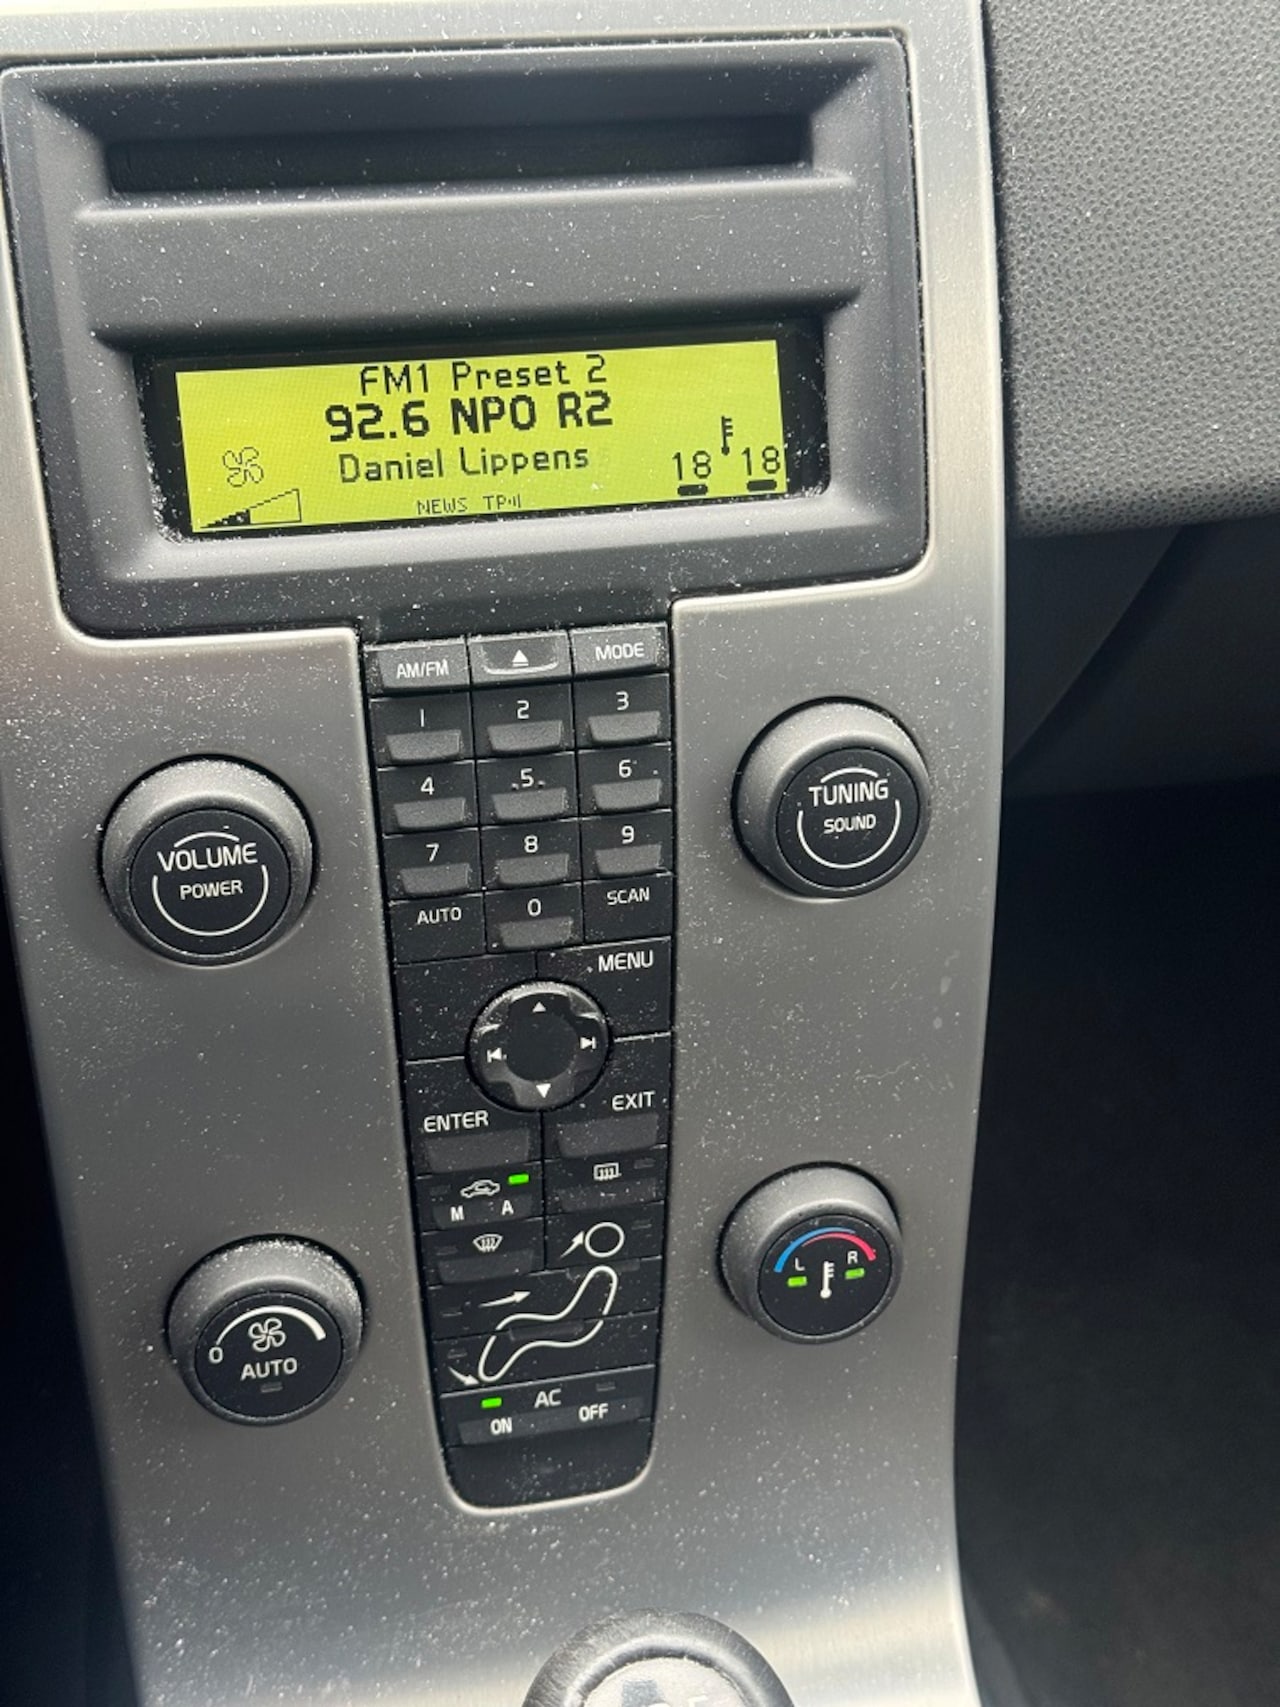 FM1 Preset 2
92.6 NPO R2
Daniel Lippens
18 18
NEWS TP
AM/FM MODE
1 2 3
4 5 6
7 8 9
AUTO 0 SCAN
VOLUME
POWER
TUNING
SOUND
MENU
ENTER EXIT
M A
L R
0
AUTO
AC
ON OFF